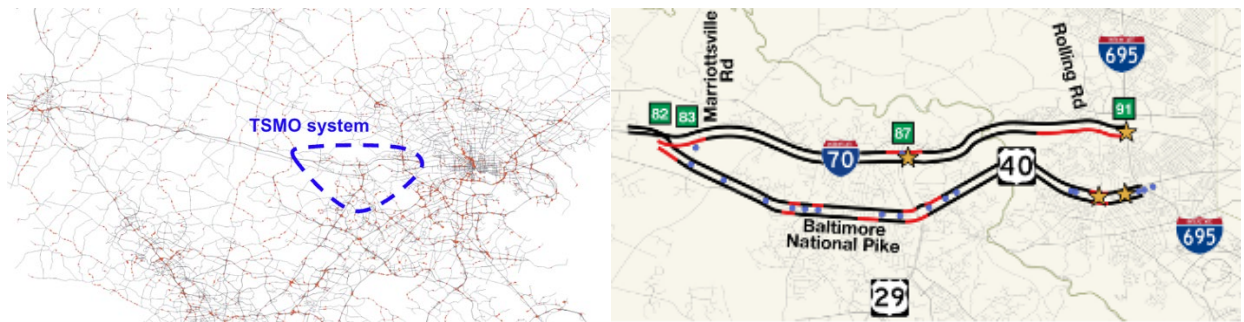 TSMO system
Marriottsville
Rd
Rolling Rd
695
82
83
87
91
70
40
Baltimore
National Pike
29
695